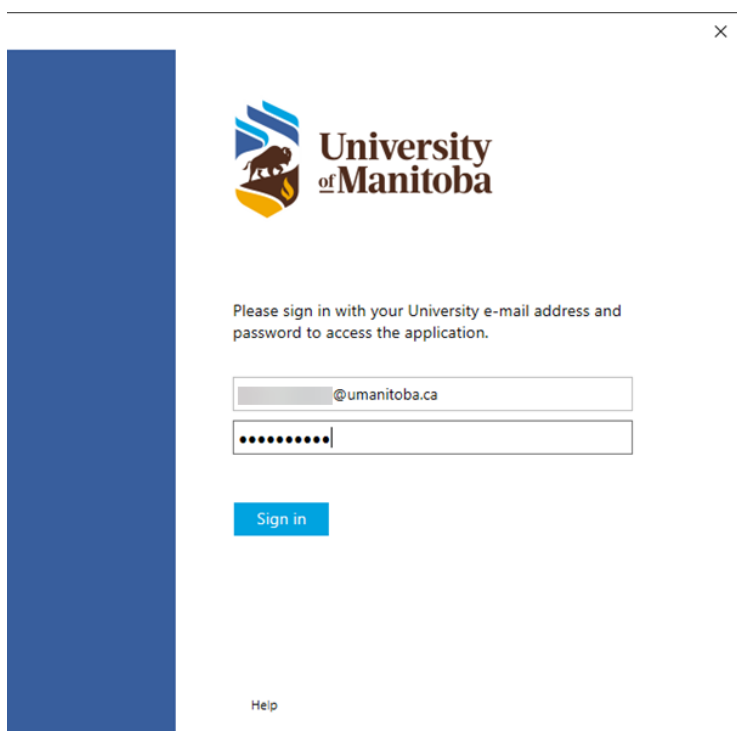 University
of Manitoba
Please sign in with your University e-mail address and
password to access the application.
@umanitoba.ca
●●●●●●●●●●
Sign in
Help